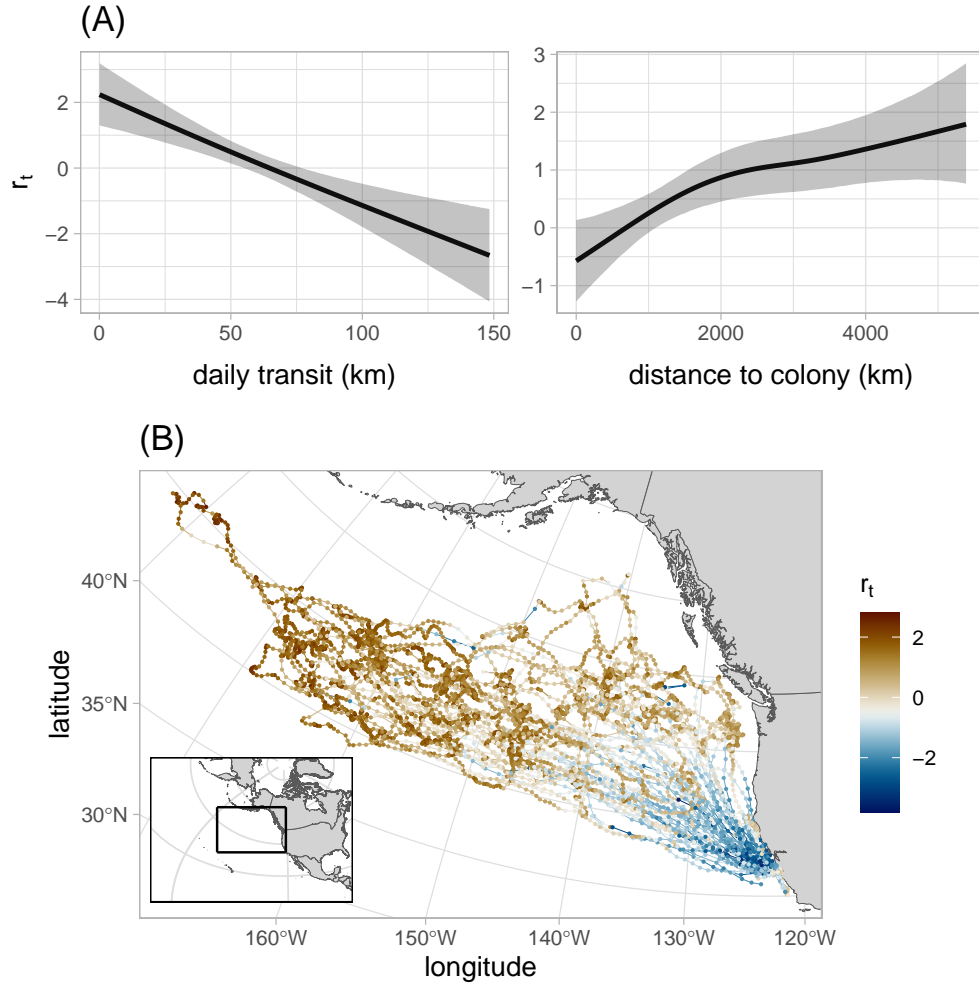 (A)
r_t
2
0
−2
−4
0
50
100
150
daily transit (km)
3
2
1
0
−1
0
2000
4000
distance to colony (km)
(B)
latitude
40°N
35°N
30°N
160°W
150°W
140°W
130°W
120°W
longitude
r_t
2
0
−2